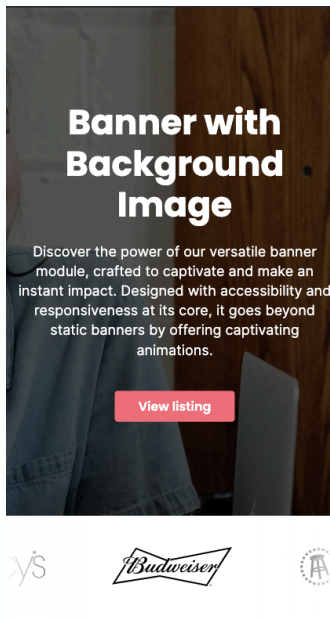 Banner with
Background
Image
Discover the power of our versatile banner
module, crafted to captivate and make an
instant impact. Designed with accessibility and
responsiveness at its core, it goes beyond
static banners by offering captivating
animations.
View listing
cy's Budweiser